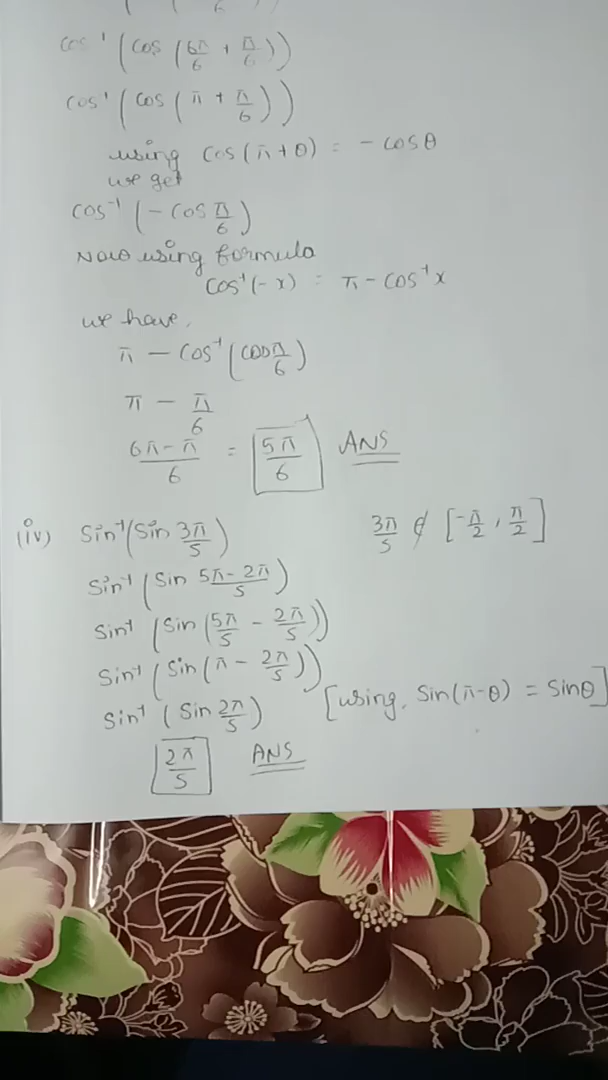 6
cos⁻¹(cos(6π/6 + π/6))
cos⁻¹(cos(π + π/6))
using cos(π+θ) = -cosθ
we get
cos⁻¹(-cos π/6)
Now using formula
cos⁻¹(-x) = π - cos⁻¹x
we have,
π - cos⁻¹(cos π/6)
π - π/6
6π-π/6 = 5π/6 ANS
(iv) Sin⁻¹(Sin 3π/5) 3π/5 ∉ [-π/2, π/2]
Sin⁻¹(Sin 5π-2π/5)
Sin⁻¹(Sin(5π/5 - 2π/5))
Sin⁻¹(Sin(π - 2π/5))
Sin⁻¹(Sin 2π/5) [using, Sin(π-θ) = Sinθ]
2π/5 ANS